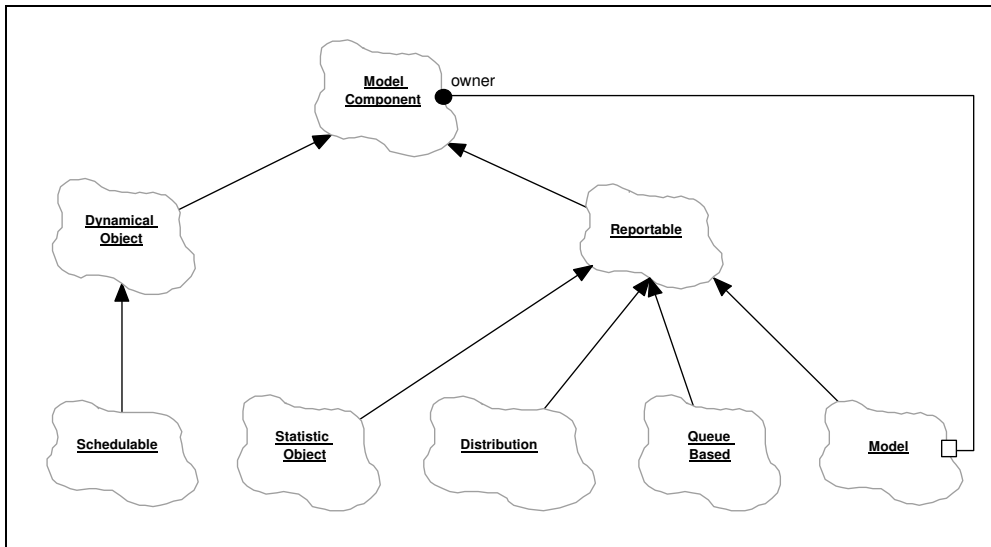 Model
Component
owner
Dynamical
Object
Reportable
Schedulable
Statistic
Object
Distribution
Queue
Based
Model